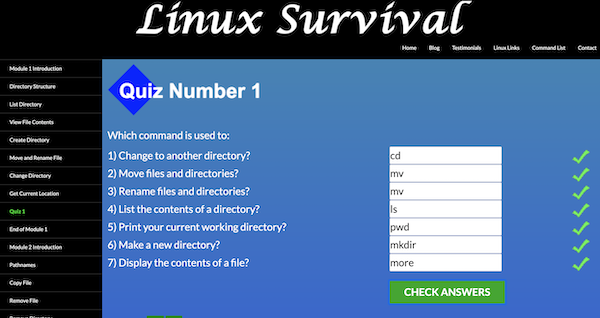 Linux Survival
Home Blog Testimonials Linux Links Command List Contact
Module 1 Introduction
Directory Structure
List Directory
View File Contents
Create Directory
Move and Rename File
Change Directory
Get Current Location
Quiz 1
End of Module 1
Module 2 Introduction
Pathnames
Copy File
Remove File
Remove Directory
Quiz Number 1
Which command is used to:
1) Change to another directory? cd
2) Move files and directories? mv
3) Rename files and directories? mv
4) List the contents of a directory? ls
5) Print your current working directory? pwd
6) Make a new directory? mkdir
7) Display the contents of a file? more
CHECK ANSWERS